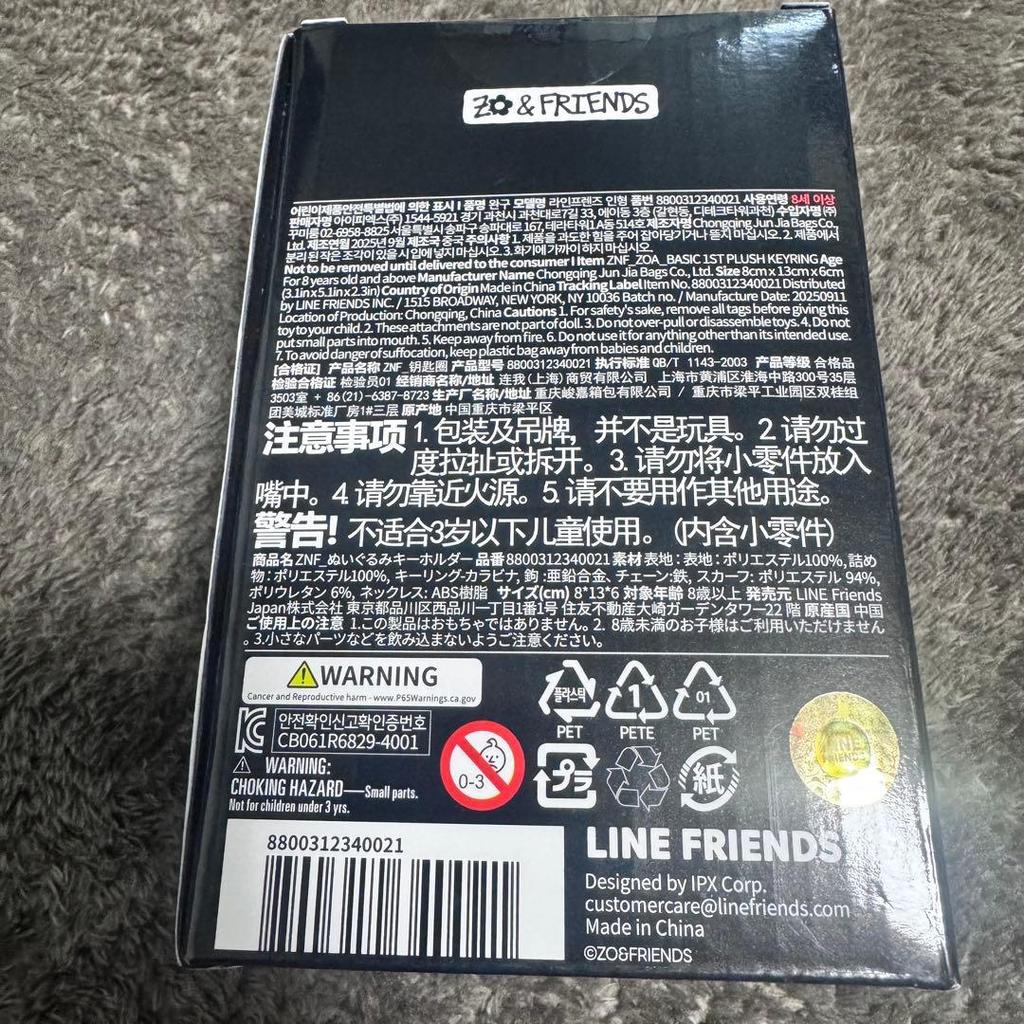 ZO & FRIENDS
어린이제품안전특별법에 의한 표시 I 품명 완구 모델명 라인프렌즈 인형 품번 8800312340021 사용연령 8세 이상
판매자명 아이피엑스(주) 1544-5921 경기 과천시 과천대로7길 33, 에이동 3층 (갈현동, 디테크타워과천) 수입자명 (주)
꾸미룸 02-6958-8825 서울특별시 송파구 송파대로 167, 테라타워1 A동 514호 제조자명 Chongqing Jun Jia Bags Co.,
Ltd. 제조연월 2025년 9월 제조국 중국 주의사항 1. 제품을 과도한 힘을 주어 잡아당기거나 뜯지 마십시오. 2. 제품에서
분리 된 작은 조각이 있을 시 입에 넣지 마십시오. 3. 화기에 가까이 하지 마십시오.
Not to be removed until delivered to the consumer I Item ZNF_ZOA_BASIC 1ST PLUSH KEYRING Age
For 8 years old and above Manufacturer Name Chongqing Jun Jia Bags Co., Ltd. Size 8cm x 13cm x 6cm
(3.1in x 5.1in x 2.3in) Country of Origin Made in China Tracking Label Item No. 8800312340021 Distributed
by LINE FRIENDS INC. / 1515 BROADWAY, NEW YORK, NY 10036 Batch no. / Manufacture Date: 20250911
Location of Production: Chongqing, China Cautions 1. For safety's sake, remove all tags before giving this
toy to your child. 2. These attachments are not part of doll. 3. Do not over-pull or disassemble toys. 4. Do not
put small parts into mouth. 5. Keep away from fire. 6. Do not use it for anything other than its intended use.
7. To avoid danger of suffocation, keep plastic bag away from babies and children.
[合格证] 产品名称 ZNF_钥匙圈 产品型号 8800312340021 执行标准 QB/T 1143-2003 产品等级 合格品
检验合格证 检验员01 经销商名称/地址 连我(上海) 商贸有限公司 上海市黄浦区淮海中路300号35层
3503室 + 86(21)-6387-8723 生产厂名称/地址 重庆峻嘉箱包有限公司 / 重庆市梁平工业园区双桂组
团美城标准厂房1#三层 原产地 中国重庆市梁平区
注意事项 1. 包装及吊牌，并不是玩具。2. 请勿过
度拉扯或拆开。3. 请勿将小零件放入
嘴中。4. 请勿靠近火源。5. 请不要用作其他用途。
警告! 不适合3岁以下儿童使用。(内含小零件)
商品名 ZNF_ぬいぐるみキーホルダー 品番 8800312340021 素材 表地 : 表地 : ポリエステル100%, 詰め
物 : ポリエステル100%, キーリング-カラビナ, 鉤 :亜鉛合金、チェーン:鉄, スカーフ: ポリエステル 94%,
ポリウレタン 6%, ネックレス: ABS樹脂 サイズ(cm) 8*13*6 対象年齢 8歳以上 発売元 LINE Friends
Japan株式会社 東京都品川区西品川一丁目1番1号 住友不動産大崎ガーデンタワー22 階 原産国 中国
ご使用上の注意 1.この製品はおもちゃではありません。2. 8歳未満のお子様はご利用いただけません
。3.小さなパーツなどを飲み込まないようご注意ください。
WARNING
Cancer and Reproductive harm - www.P65Warnings.ca.gov
안전확인신고확인증번호
CB061R6829-4001
WARNING:
CHOKING HAZARD—Small parts.
Not for children under 3 yrs.
0-3
플라스틱
PET
1
PETE
01
PET
プラ
紙
LINE
FRIENDS
8800312340021
LINE FRIENDS
Designed by IPX Corp.
customercare@linefriends.com
Made in China
©ZO&FRIENDS